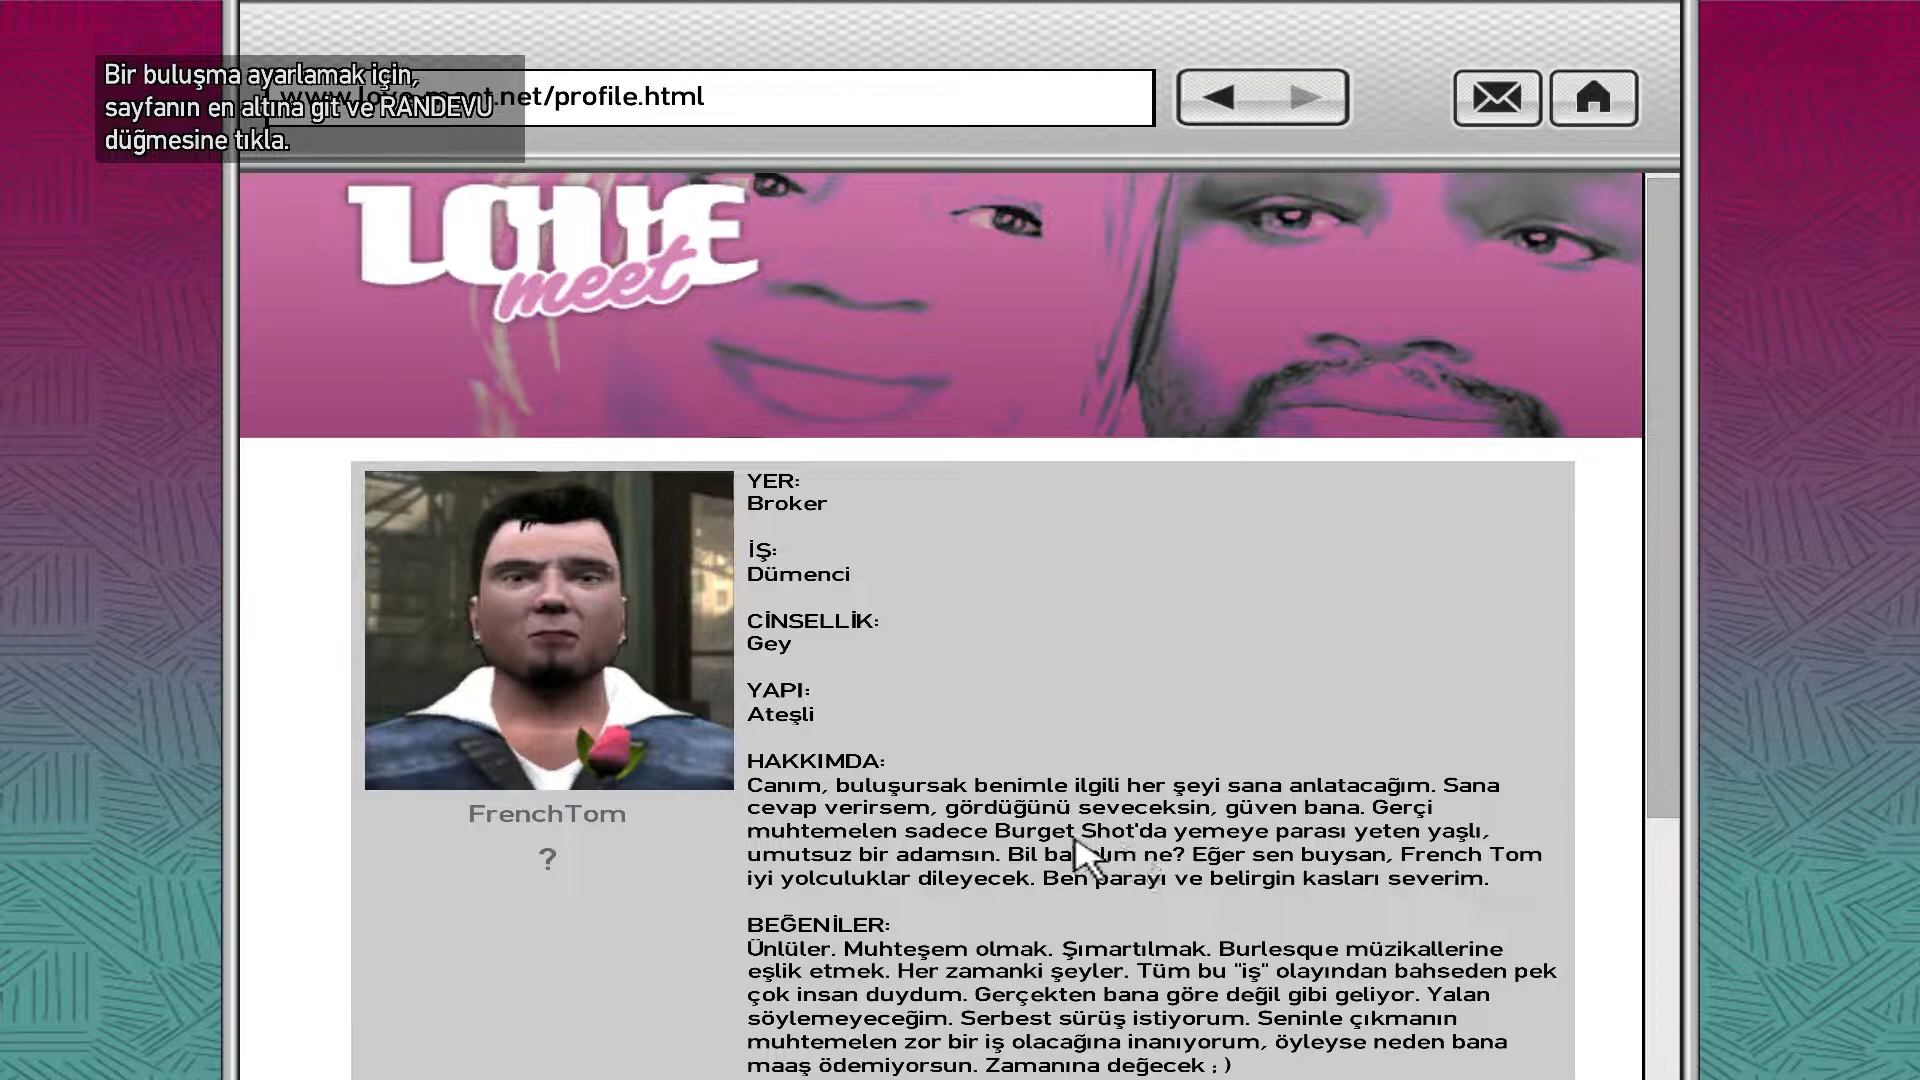 Bir buluşma ayarlamak için,
sayfanın en altına git ve RANDEVU
düğmesine tıkla.
www.love-meet.net/profile.html
LOVE
meet
YER:
Broker
İŞ:
Dümenci
CİNSELLİK:
Gey
YAPI:
Ateşli
HAKKIMDA:
Canım, buluşursak benimle ilgili her şeyi sana anlatacağım. Sana
cevap verirsem, gördüğünü seveceksin, güven bana. Gerçi
muhtemelen sadece Burget Shot'da yemeye parası yeten yaşlı,
umutsuz bir adamsın. Bil bakalım ne? Eğer sen buysan, French Tom
iyi yolculuklar dileyecek. Ben parayı ve belirgin kasları severim.
FrenchTom
?
BEĞENİLER:
Ünlüler. Muhteşem olmak. Şımartılmak. Burlesque müzikallerine
eşlik etmek. Her zamanki şeyler. Tüm bu "iş" olayından bahseden pek
çok insan duydum. Gerçekten bana göre değil gibi geliyor. Yalan
söylemeyeceğim. Serbest sürüş istiyorum. Seninle çıkmanın
muhtemelen zor bir iş olacağına inanıyorum, öyleyse neden bana
maaş ödemiyorsun. Zamanına değecek ; )